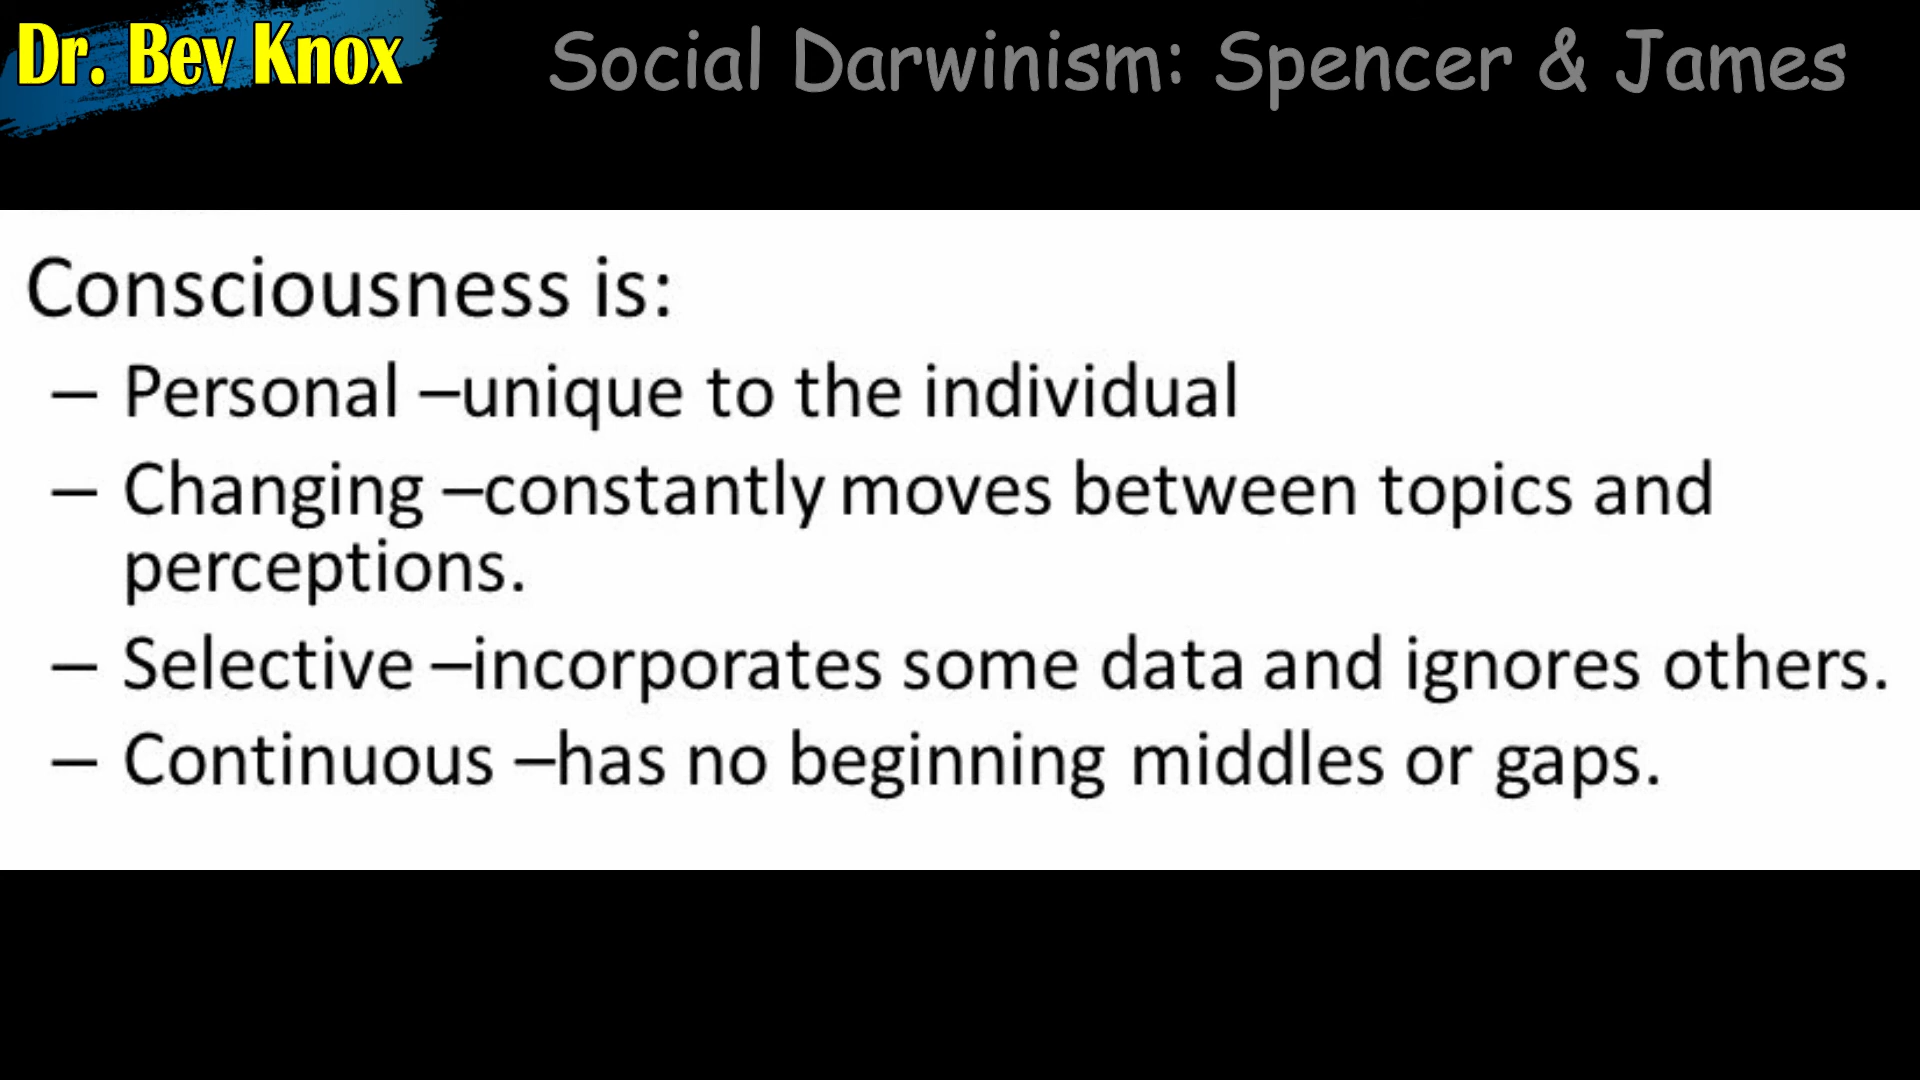 Dr. Bev Knox
Social Darwinism: Spencer & James
Consciousness is:
– Personal –unique to the individual
– Changing –constantly moves between topics and
perceptions.
– Selective –incorporates some data and ignores others.
– Continuous –has no beginning middles or gaps.